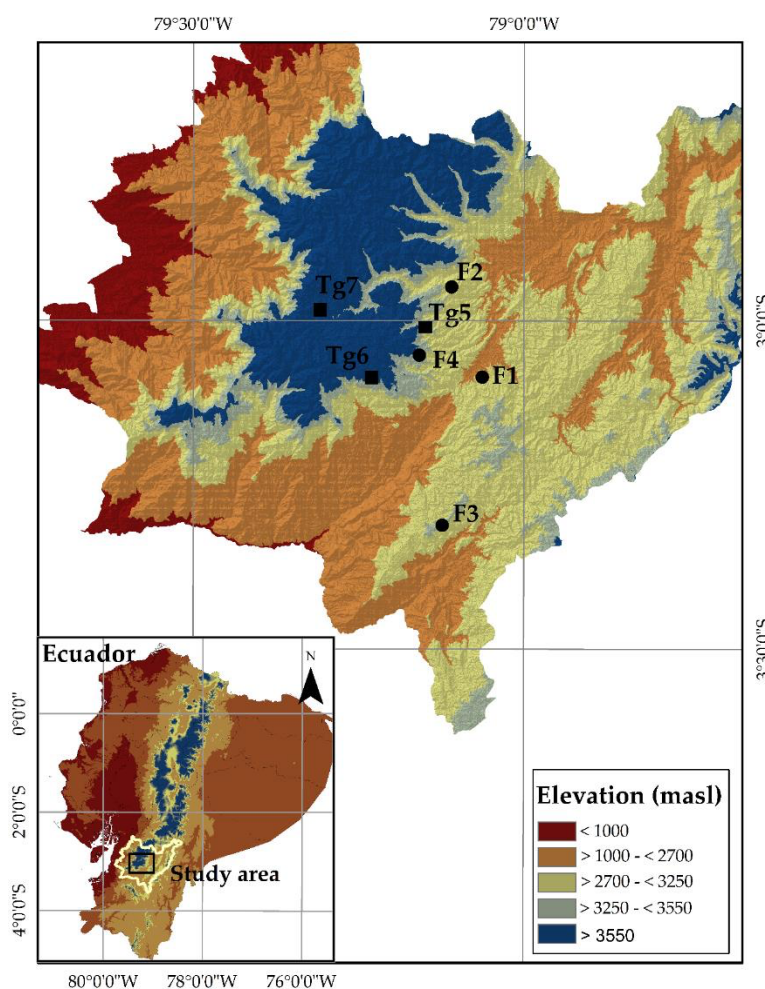 79°30'0"W
79°0'0"W
F2
Tg7
Tg5
3°0'0"S
F4
Tg6
F1
F3
3°30'0"S
Ecuador
N
0°0'0"S
2°0'0"S
Study area
4°0'0"S
80°0'0"W 78°0'0"W 76°0'0"W
Elevation (masl)
< 1000
> 1000 - < 2700
> 2700 - < 3250
> 3250 - < 3550
> 3550